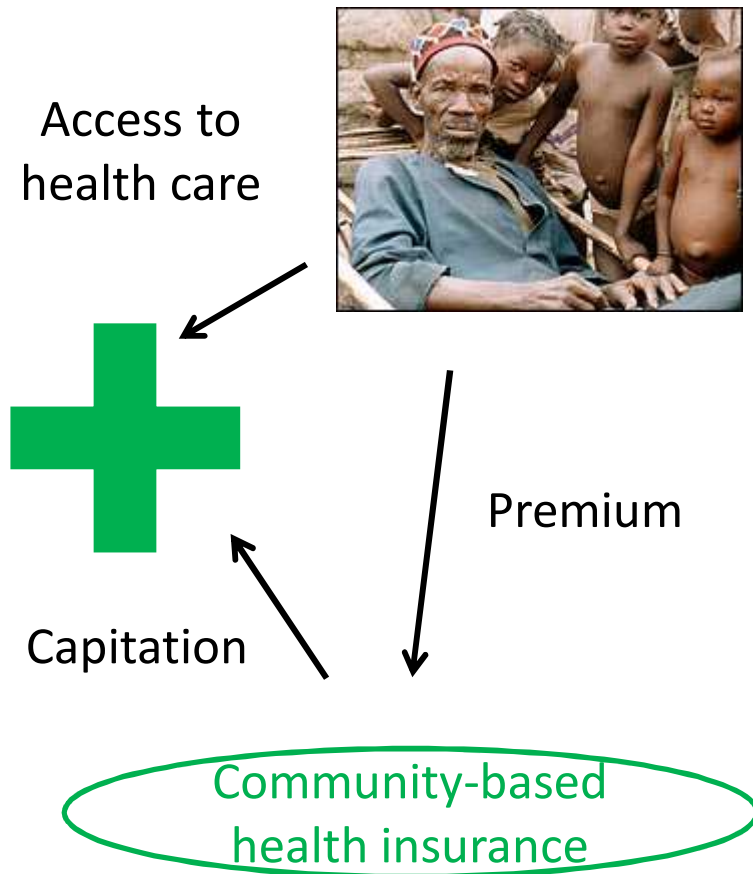 Access to
health care
Premium
Capitation
Community-based
health insurance